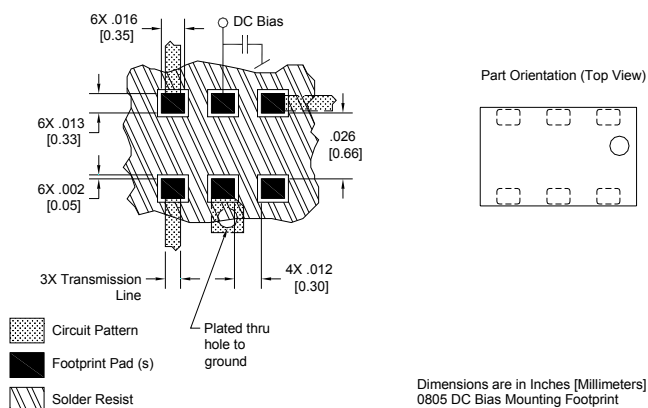 6X .016
[0.35]
DC Bias
6X .013
[0.33]
.026
[0.66]
6X .002
[0.05]
3X Transmission
Line
4X .012
[0.30]
Plated thru
hole to
ground
Circuit Pattern
Footprint Pad (s)
Solder Resist
Part Orientation (Top View)
Dimensions are in Inches [Millimeters]
0805 DC Bias Mounting Footprint